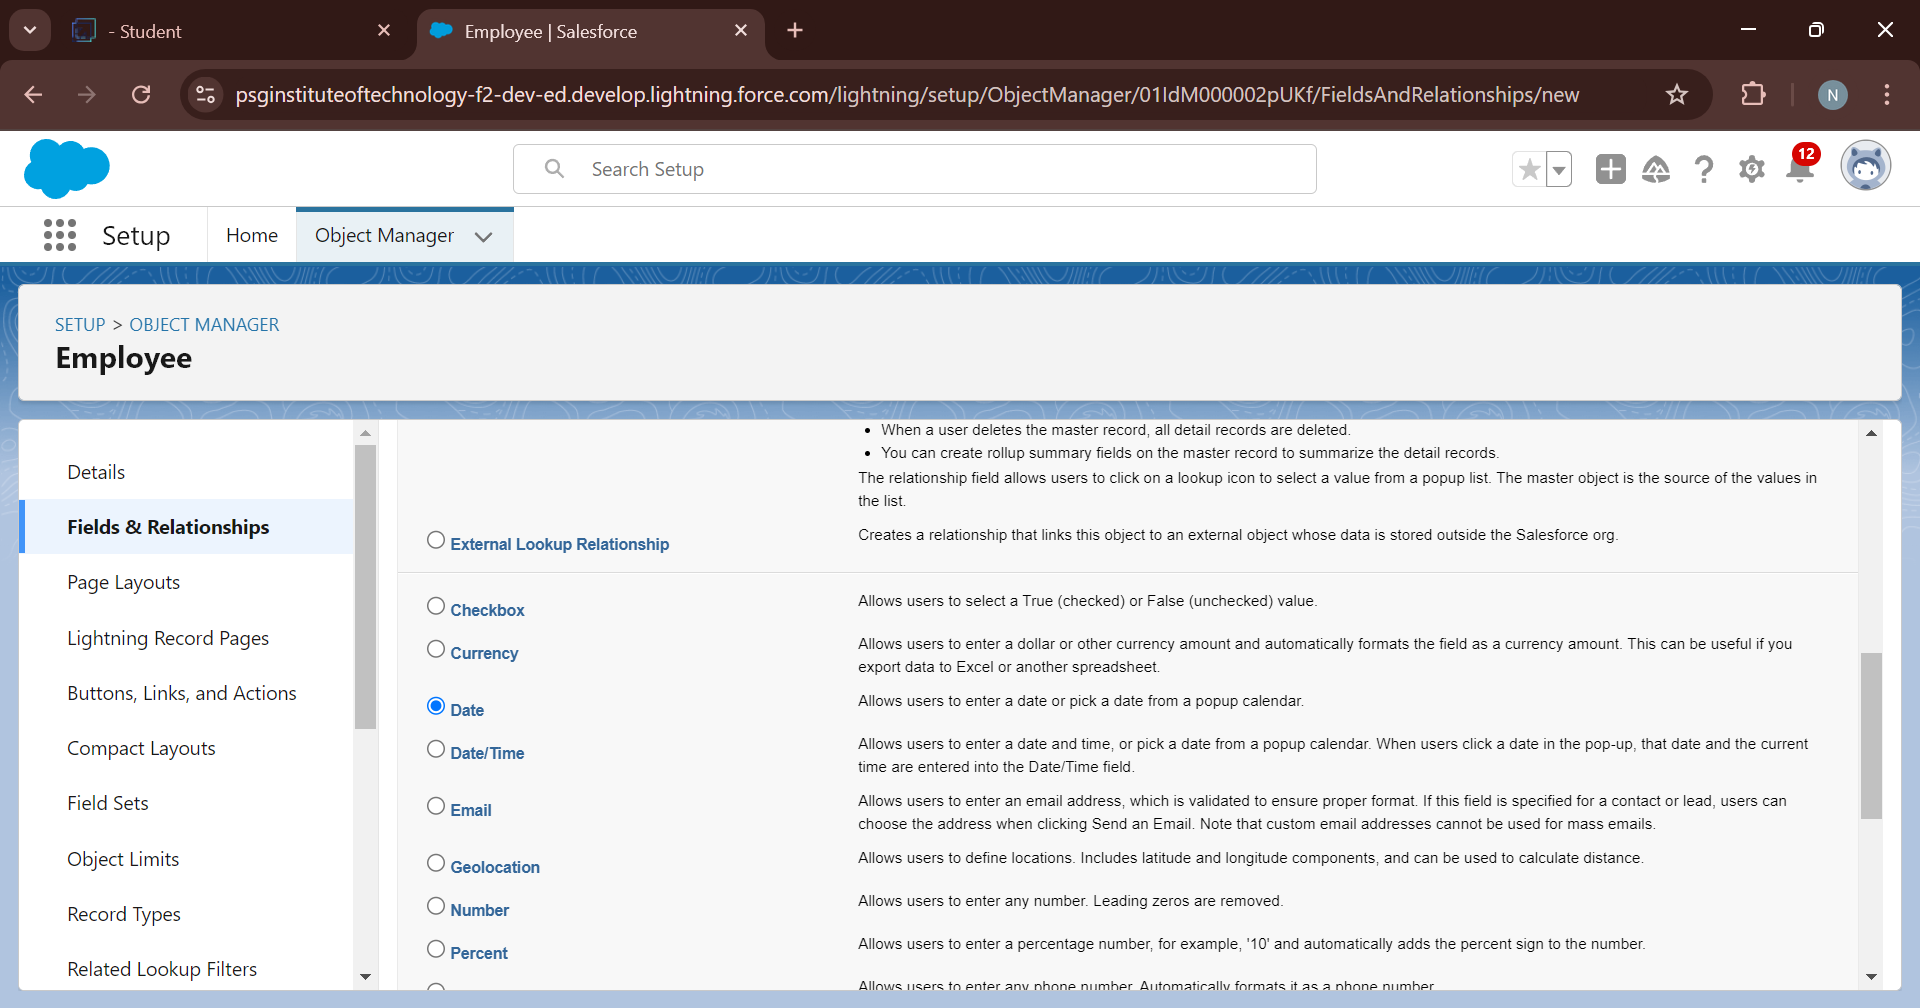 - Student
Employee | Salesforce
psginstituteoftechnology-f2-dev-ed.develop.lightning.force.com/lightning/setup/ObjectManager/01IdM000002pUKf/FieldsAndRelationships/new
N
Search Setup
12
Setup
Home
Object Manager
SETUP > OBJECT MANAGER
Employee
Details
Fields & Relationships
Page Layouts
Lightning Record Pages
Buttons, Links, and Actions
Compact Layouts
Field Sets
Object Limits
Record Types
Related Lookup Filters
• When a user deletes the master record, all detail records are deleted.
• You can create rollup summary fields on the master record to summarize the detail records.
The relationship field allows users to click on a lookup icon to select a value from a popup list. The master object is the source of the values in
the list.
External Lookup Relationship
Creates a relationship that links this object to an external object whose data is stored outside the Salesforce org.
Checkbox
Allows users to select a True (checked) or False (unchecked) value.
Currency
Allows users to enter a dollar or other currency amount and automatically formats the field as a currency amount. This can be useful if you
export data to Excel or another spreadsheet.
Date
Allows users to enter a date or pick a date from a popup calendar.
Date/Time
Allows users to enter a date and time, or pick a date from a popup calendar. When users click a date in the pop-up, that date and the current
time are entered into the Date/Time field.
Email
Allows users to enter an email address, which is validated to ensure proper format. If this field is specified for a contact or lead, users can
choose the address when clicking Send an Email. Note that custom email addresses cannot be used for mass emails.
Geolocation
Allows users to define locations. Includes latitude and longitude components, and can be used to calculate distance.
Number
Allows users to enter any number. Leading zeros are removed.
Percent
Allows users to enter a percentage number, for example, '10' and automatically adds the percent sign to the number.
Allows users to enter any phone number. Automatically formats it as a phone number.